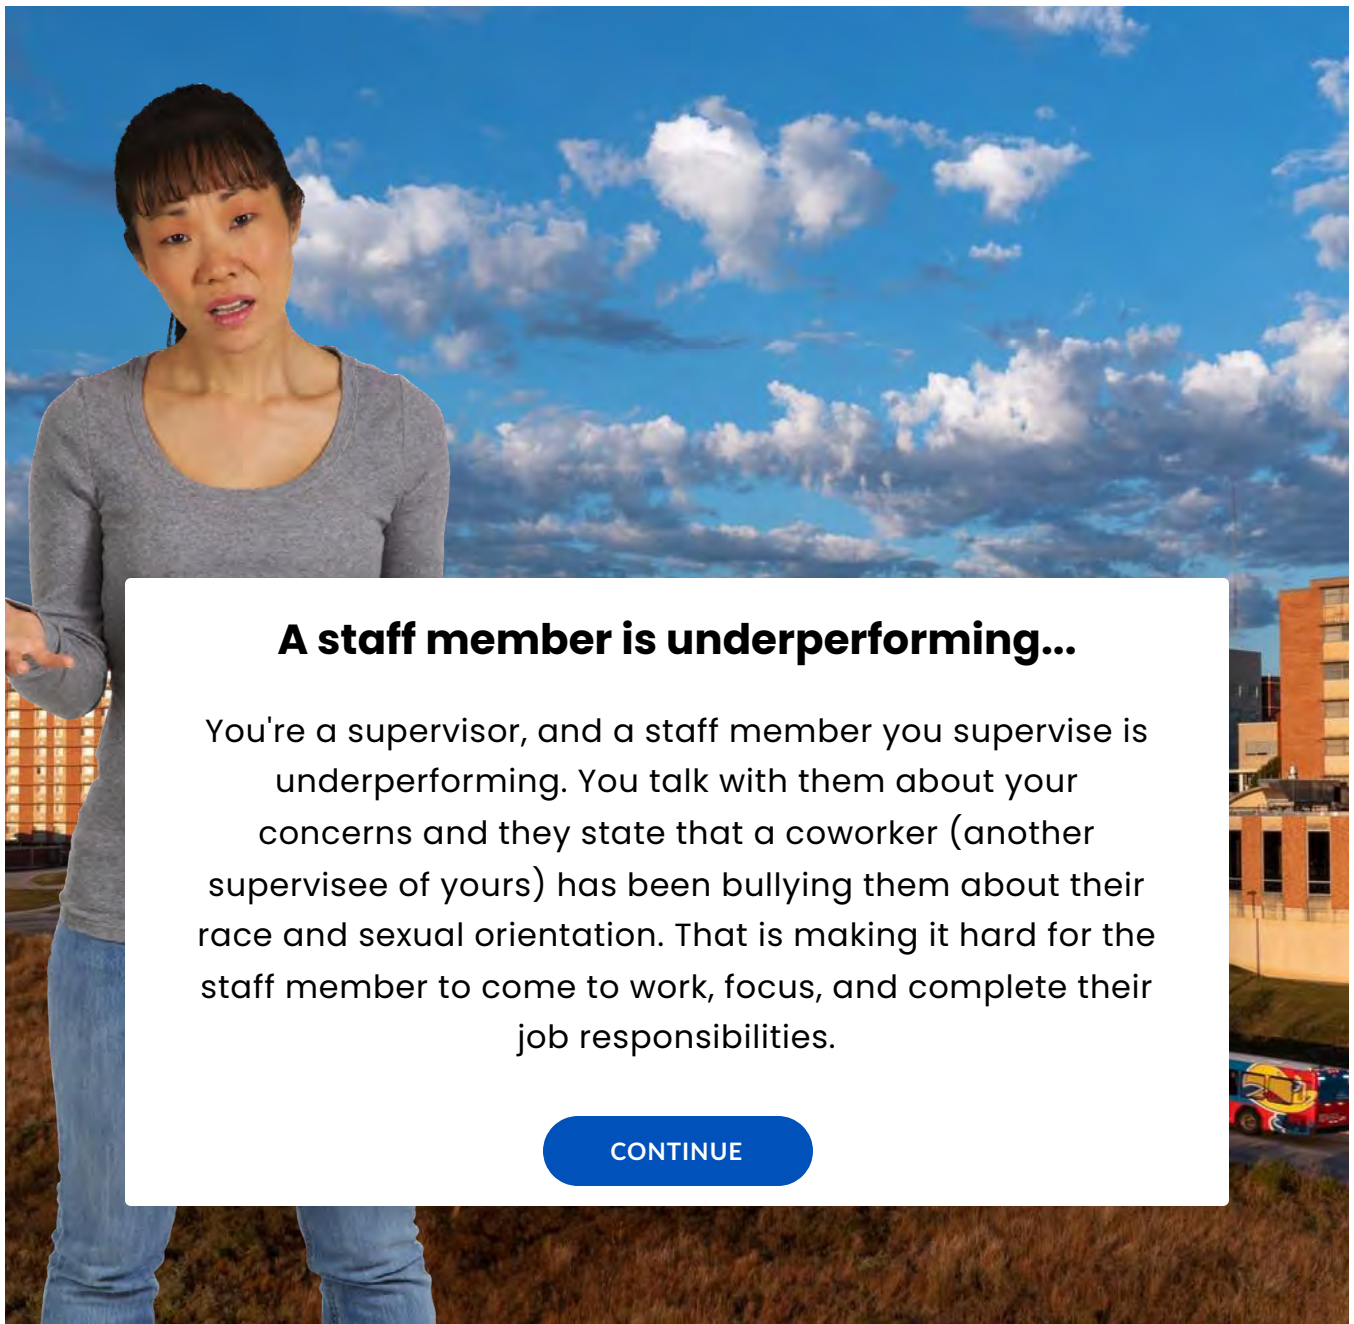 A staff member is underperforming...
You're a supervisor, and a staff member you supervise is
underperforming. You talk with them about your
concerns and they state that a coworker (another
supervisee of yours) has been bullying them about their
race and sexual orientation. That is making it hard for the
staff member to come to work, focus, and complete their
job responsibilities.
CONTINUE